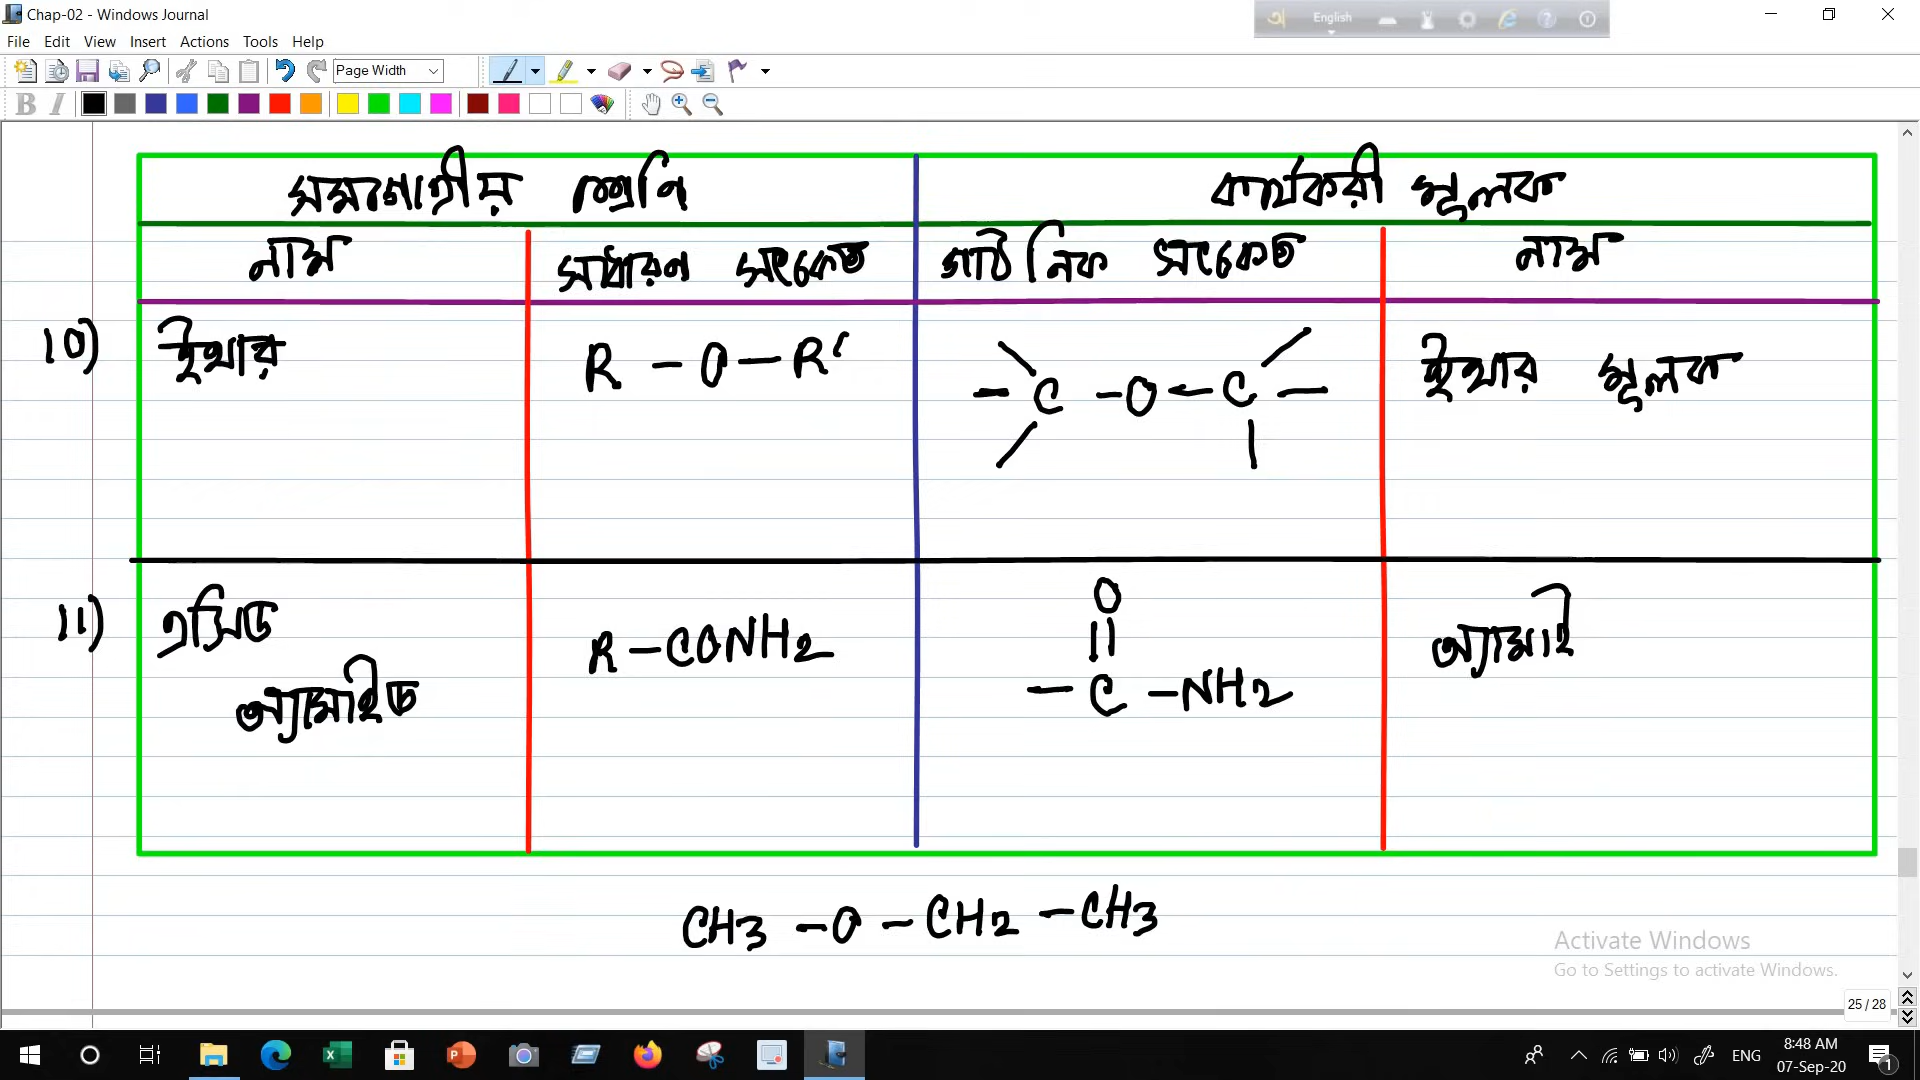 Chap-02 - Windows Journal
English
File Edit View Insert Actions Tools Help
Page Width
B I
সমগোত্রীয় শ্রেণি কার্যকরী মূলক
নাম সাধারণ সংকেত গাঠনিক সংকেত নাম
10) ইথার R - O - R' - C - O - C - ইথার মূলক
11) এসিড R - CONH2 O অ্যামাই
অ্যামাইড - C - NH2
CH3 - O - CH2 - CH3
Activate Windows
Go to Settings to activate Windows.
25 / 28
ENG 8:48 AM
07-Sep-20 1